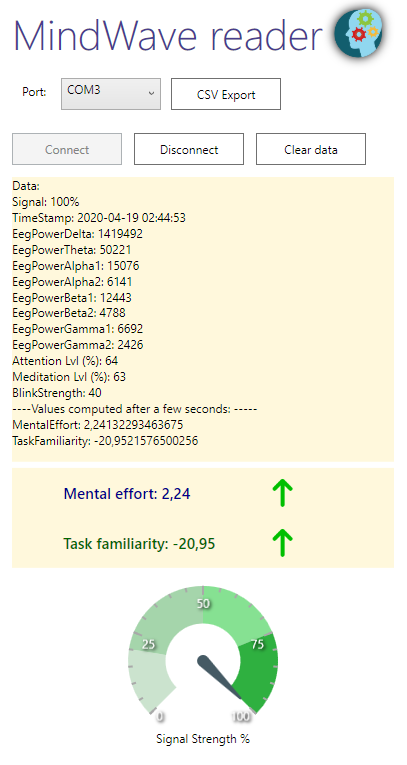 MindWave reader
Port: COM3 CSV Export
Connect Disconnect Clear data
Data:
Signal: 100%
TimeStamp: 2020-04-19 02:44:53
EegPowerDelta: 1419492
EegPowerTheta: 50221
EegPowerAlpha1: 15076
EegPowerAlpha2: 6141
EegPowerBeta1: 12443
EegPowerBeta2: 4788
EegPowerGamma1: 6692
EegPowerGamma2: 2426
Attention Lvl (%): 64
Meditation Lvl (%): 63
BlinkStrength: 40
----Values computed after a few seconds: -----
MentalEffort: 2,24132293463675
TaskFamiliarity: -20,9521576500256
Mental effort: 2,24
Task familiarity: -20,95
50
25 75
0 100
Signal Strength %